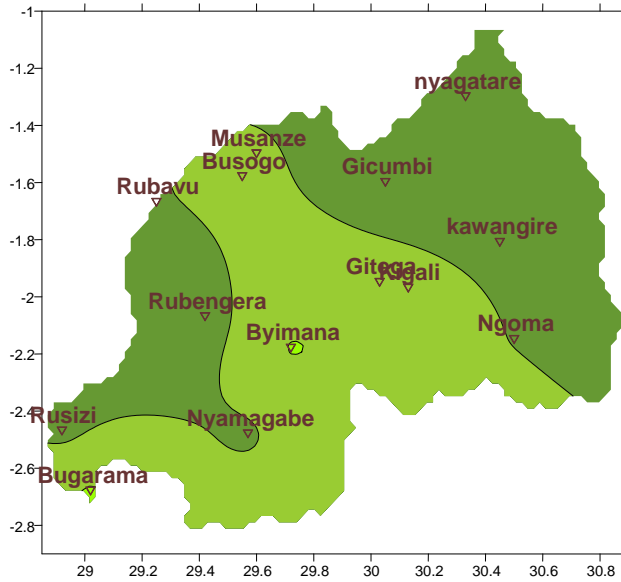 -1
-1.2
-1.4
-1.6
-1.8
-2
-2.2
-2.4
-2.6
-2.8
nyagatare
Musanze
Busogo
Gicumbi
Rubavu
kawangire
Gitega
Kigali
Rubengera
Ngoma
Byimana
Rusizi
Nyamagabe
Bugarama
29 29.2 29.4 29.6 29.8 30 30.2 30.4 30.6 30.8